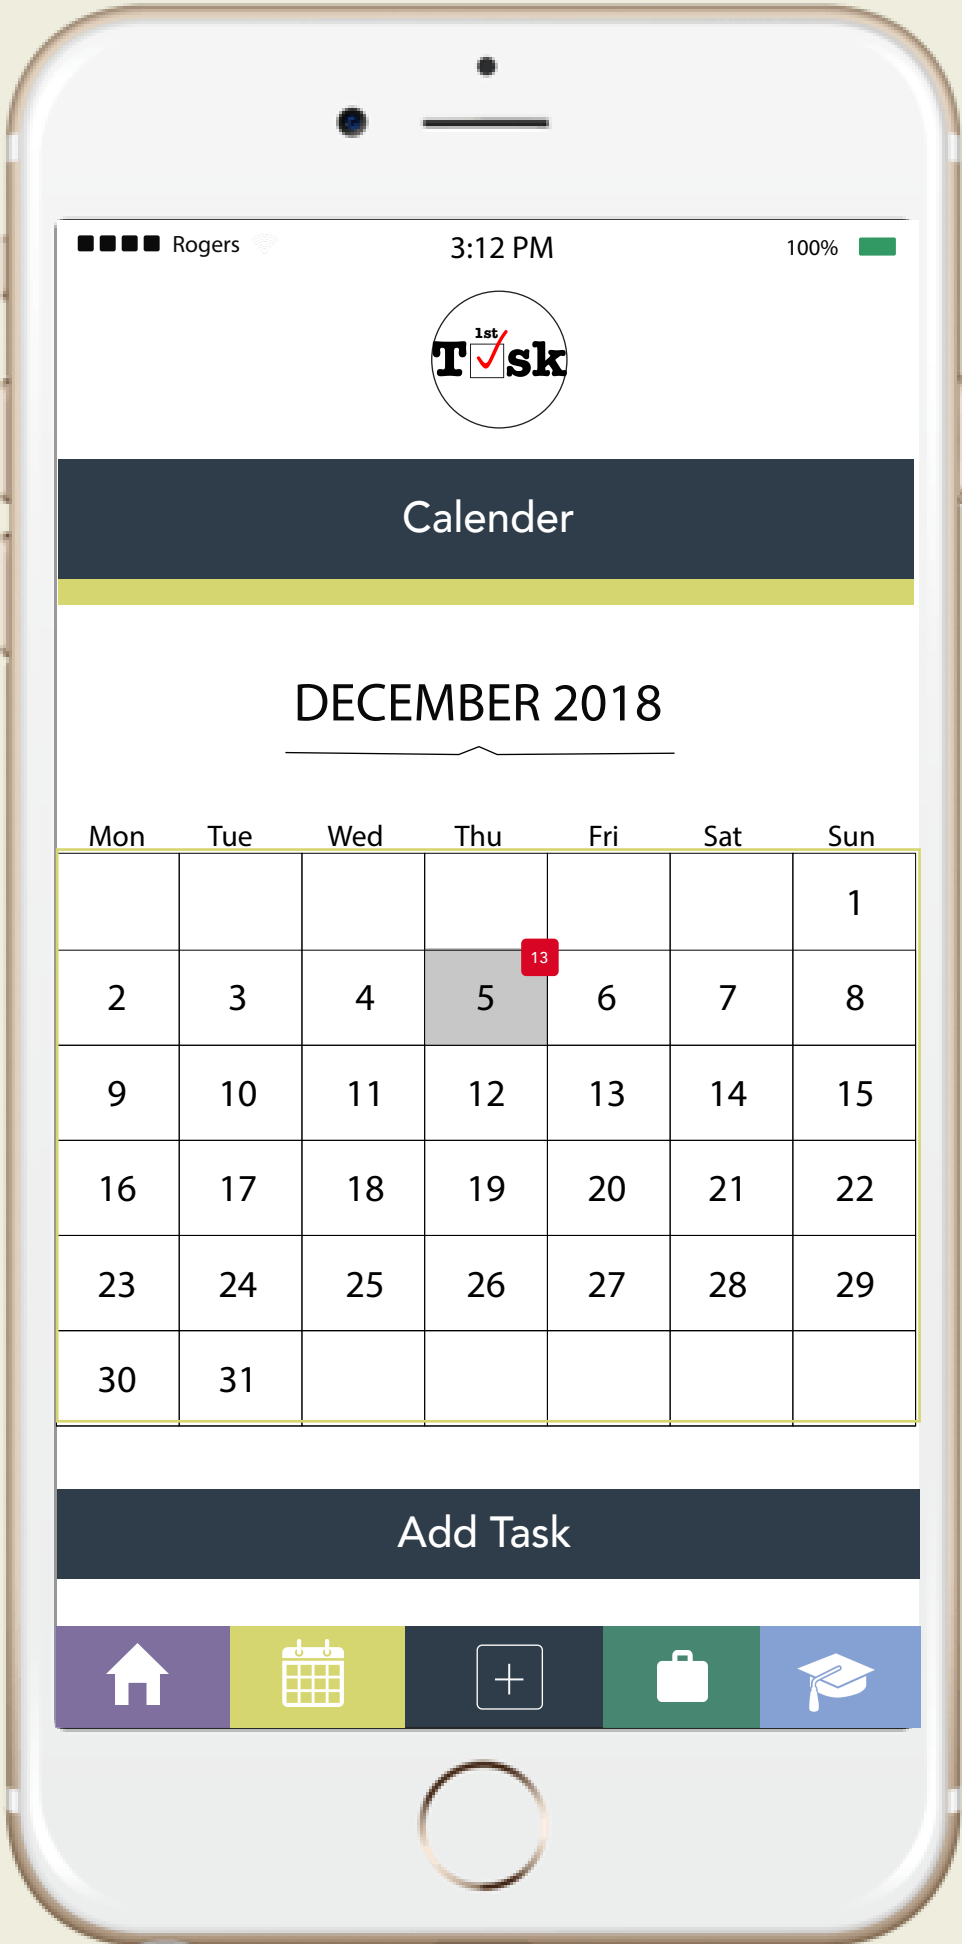 Rogers 3:12 PM 100%
1st
T sk
Calender
DECEMBER 2018
Mon Tue Wed Thu Fri Sat Sun
1
13
2 3 4 5 6 7 8
9 10 11 12 13 14 15
16 17 18 19 20 21 22
23 24 25 26 27 28 29
30 31
Add Task